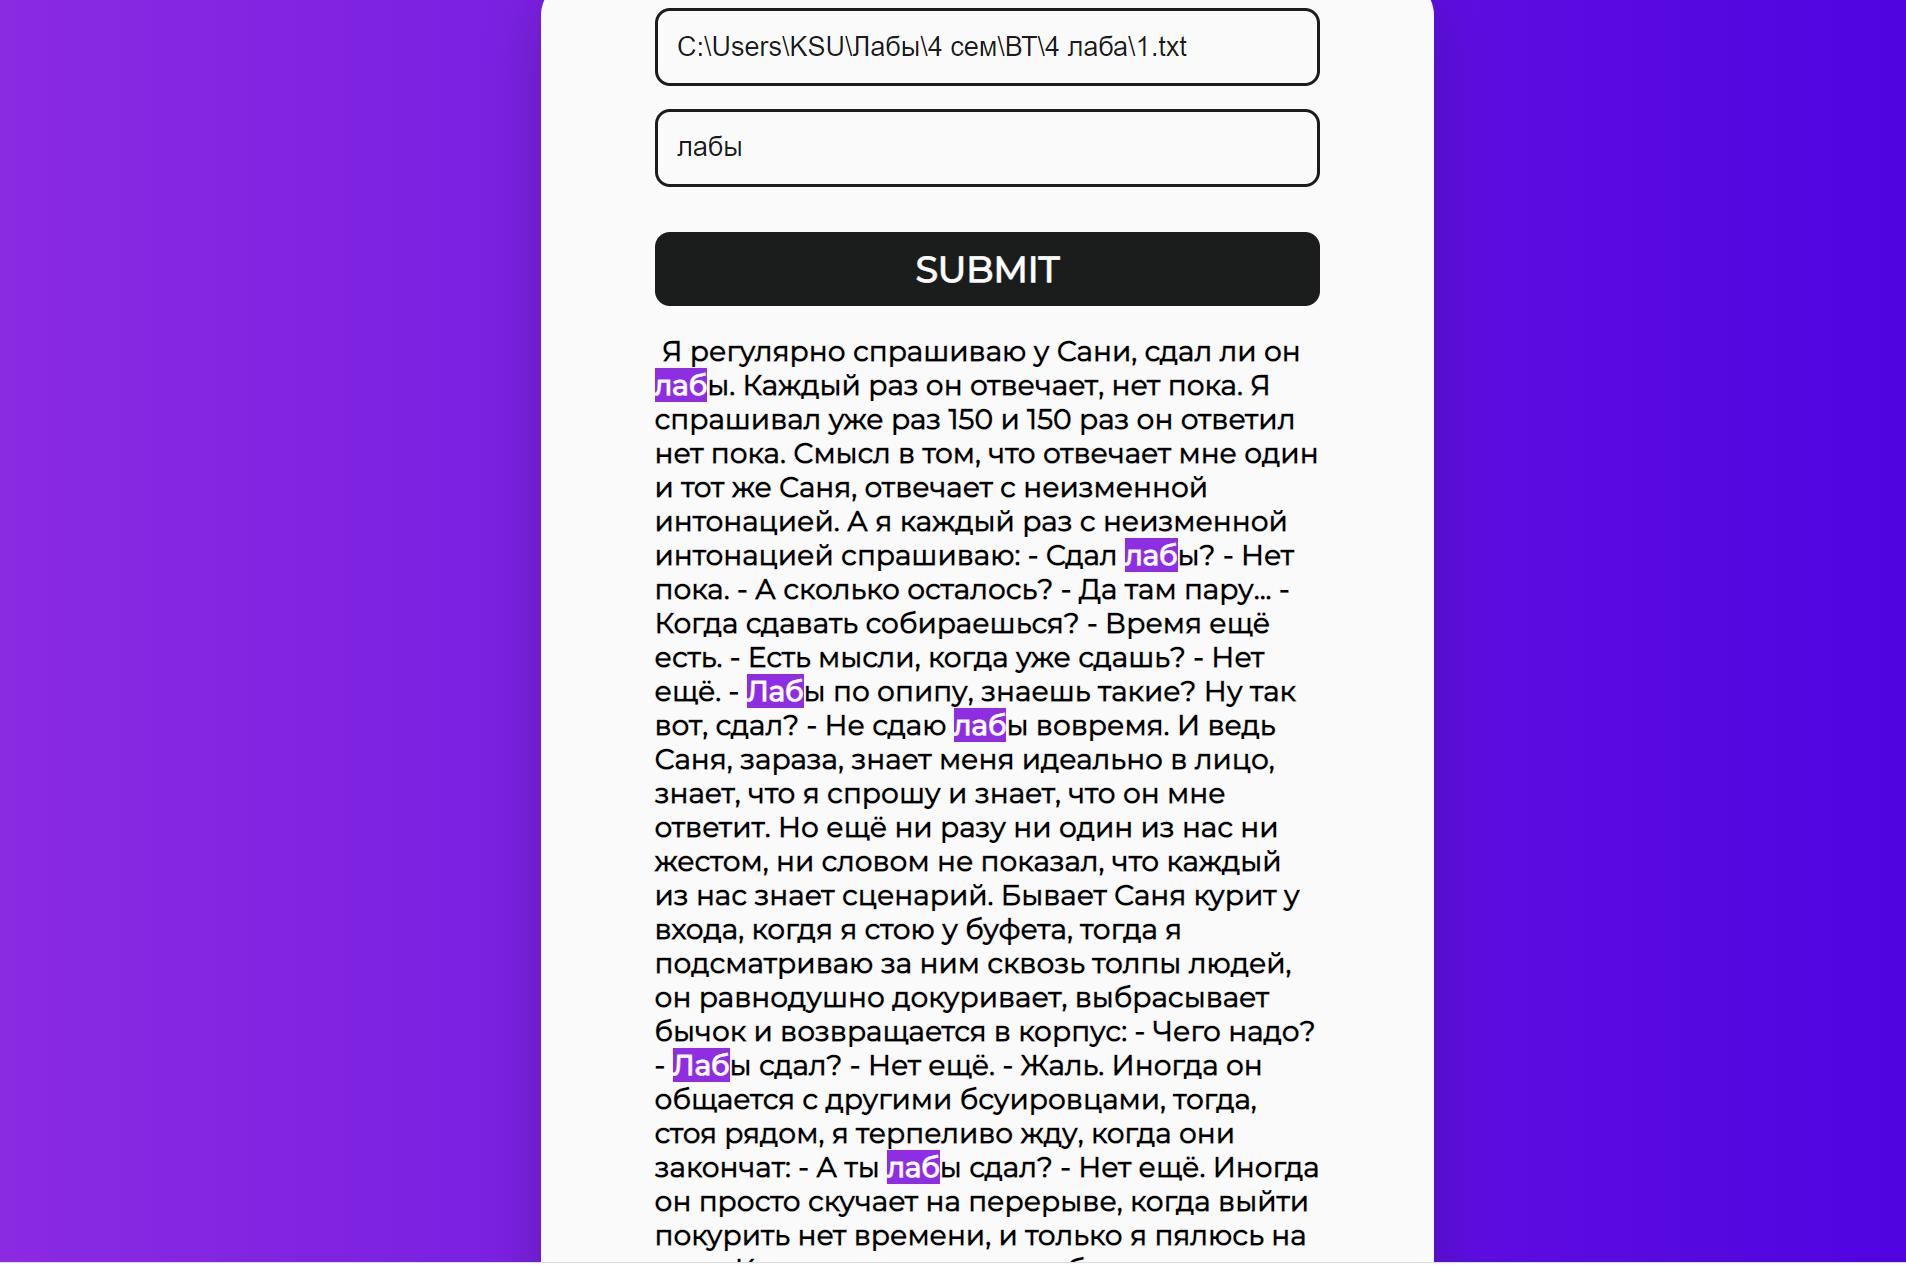 C:\Users\KSU\Лабы\4 сем\ВТ\4 лаба\1.txt
лабы
SUBMIT
Я регулярно спрашиваю у Сани, сдал ли он
лабы. Каждый раз он отвечает, нет пока. Я
спрашивал уже раз 150 и 150 раз он ответил
нет пока. Смысл в том, что отвечает мне один
и тот же Саня, отвечает с неизменной
интонацией. А я каждый раз с неизменной
интонацией спрашиваю: - Сдал лабы? - Нет
пока. - А сколько осталось? - Да там пару... -
Когда сдавать собираешься? - Время ещё
есть. - Есть мысли, когда уже сдашь? - Нет
ещё. - Лабы по опипу, знаешь такие? Ну так
вот, сдал? - Не сдаю лабы вовремя. И ведь
Саня, зараза, знает меня идеально в лицо,
знает, что я спрошу и знает, что он мне
ответит. Но ещё ни разу ни один из нас ни
жестом, ни словом не показал, что каждый
из нас знает сценарий. Бывает Саня курит у
входа, когдя я стою у буфета, тогда я
подсматриваю за ним сквозь толпы людей,
он равнодушно докуривает, выбрасывает
бычок и возвращается в корпус: - Чего надо?
- Лабы сдал? - Нет ещё. - Жаль. Иногда он
общается с другими бсуировцами, тогда,
стоя рядом, я терпеливо жду, когда они
закончат: - А ты лабы сдал? - Нет ещё. Иногда
он просто скучает на перерыве, когда выйти
покурить нет времени, и только я пялюсь на